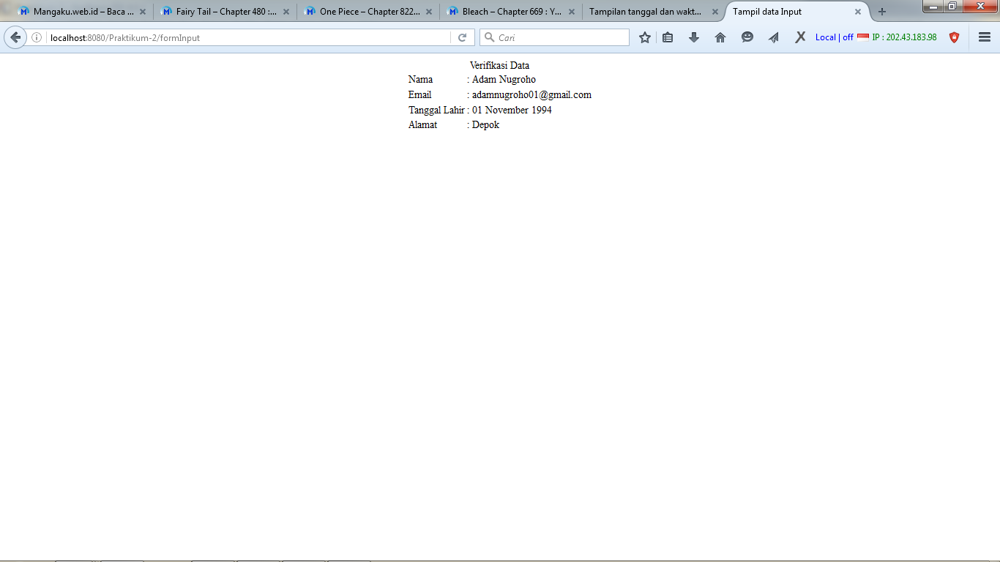 Mangaku.web.id – Baca ...
Fairy Tail – Chapter 480 :...
One Piece – Chapter 822...
Bleach – Chapter 669 : Y...
Tampilan tanggal dan wakt...
Tampil data Input
localhost:8080/Praktikum-2/formInput
Cari
Local | off
IP : 202.43.183.98
Verifikasi Data
Nama : Adam Nugroho
Email : adamnugroho01@gmail.com
Tanggal Lahir : 01 November 1994
Alamat : Depok